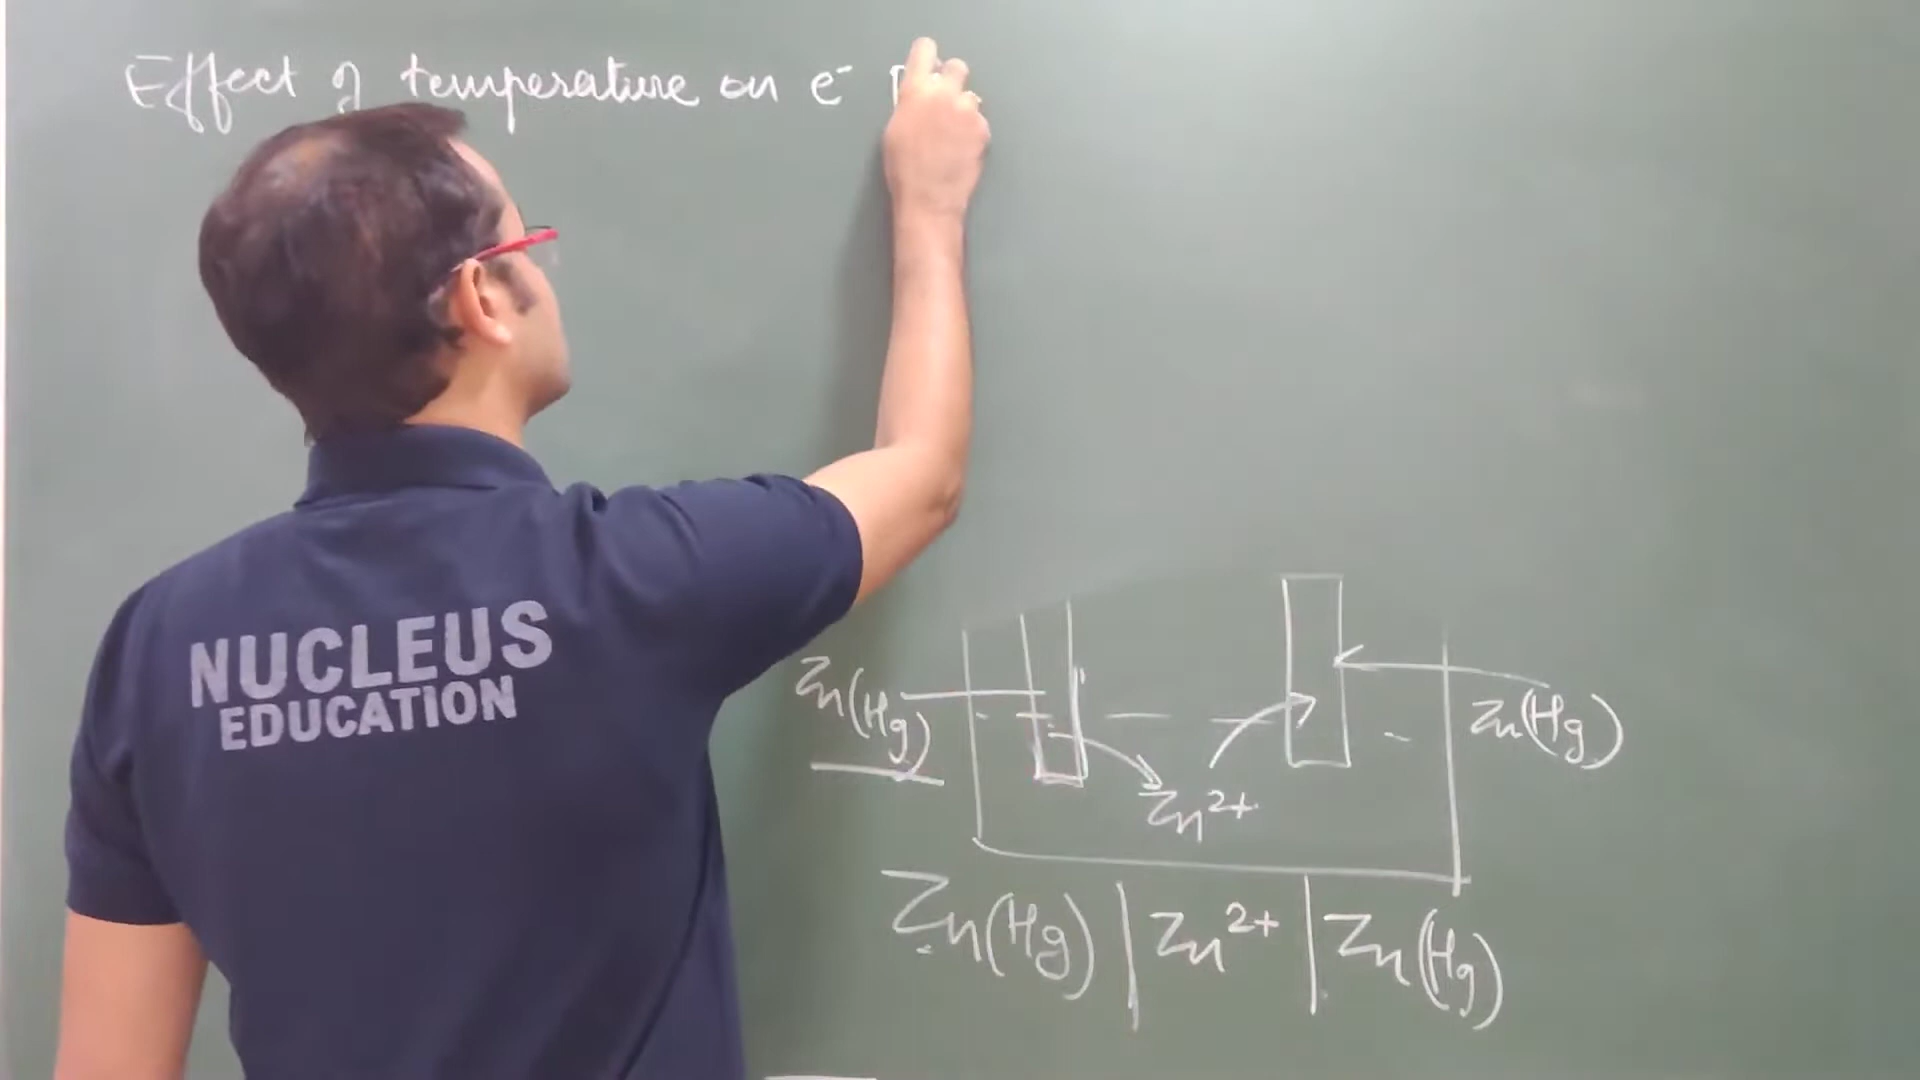 Effect of temperature on e⁻
NUCLEUS
EDUCATION
Zn(Hg)
Zn(Hg)
Zn²⁺
Zn(Hg) | Zn²⁺ | Zn(Hg)